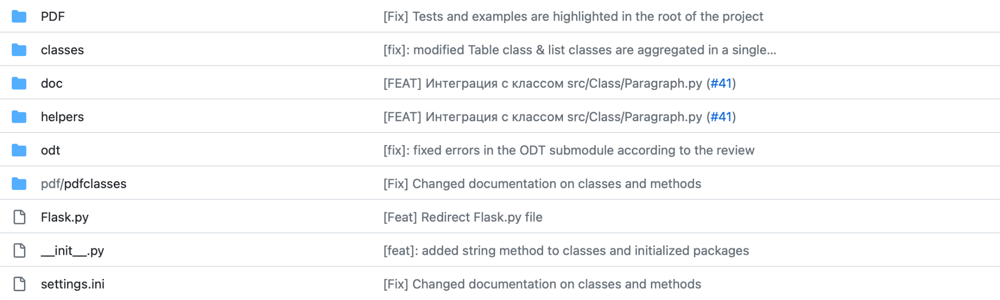 PDF [Fix] Tests and examples are highlighted in the root of the project
classes [fix]: modified Table class & list classes are aggregated in a single...
doc [FEAT] Интеграция с классом src/Class/Paragraph.py (#41)
helpers [FEAT] Интеграция с классом src/Class/Paragraph.py (#41)
odt [fix]: fixed errors in the ODT submodule according to the review
pdf/pdfclasses [Fix] Changed documentation on classes and methods
Flask.py [Feat] Redirect Flask.py file
__init__.py [feat]: added string method to classes and initialized packages
settings.ini [Fix] Changed documentation on classes and methods